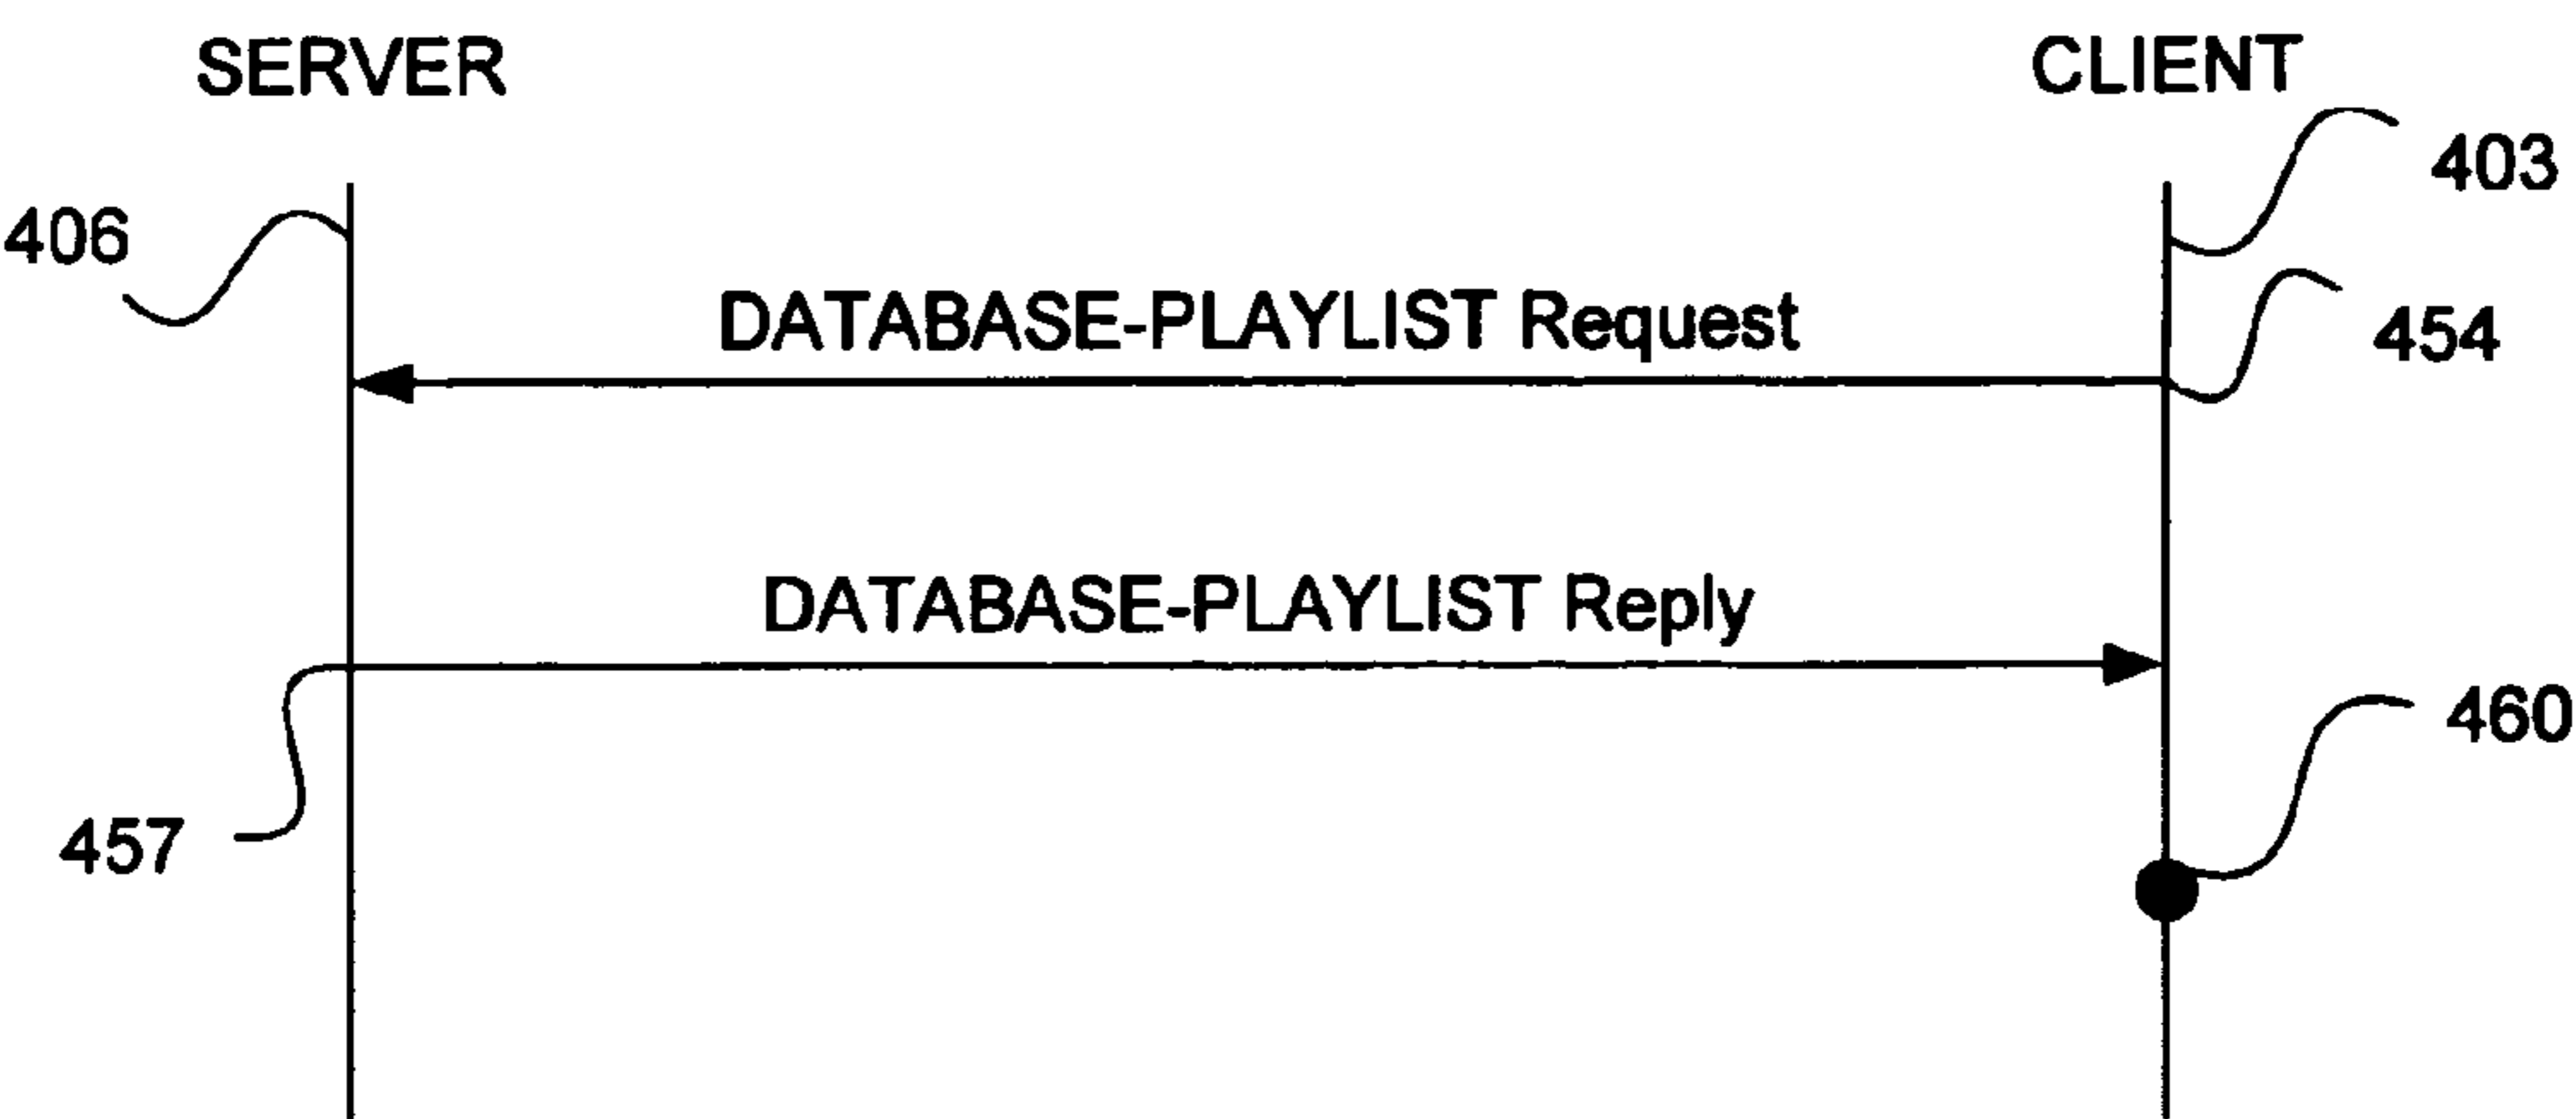 SERVER
CLIENT
403
406
DATABASE-PLAYLIST Request
454
DATABASE-PLAYLIST Reply
460
457